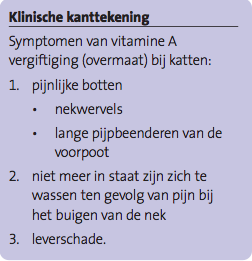 Klinische kanttekening
Symptomen van vitamine A
vergiftiging (overmaat) bij katten:
1. pijnlijke botten
• nekwervels
• lange pijpbeenderen van de
voorpoot
2. niet meer in staat zijn zich te
wassen ten gevolg van pijn bij
het buigen van de nek
3. leverschade.